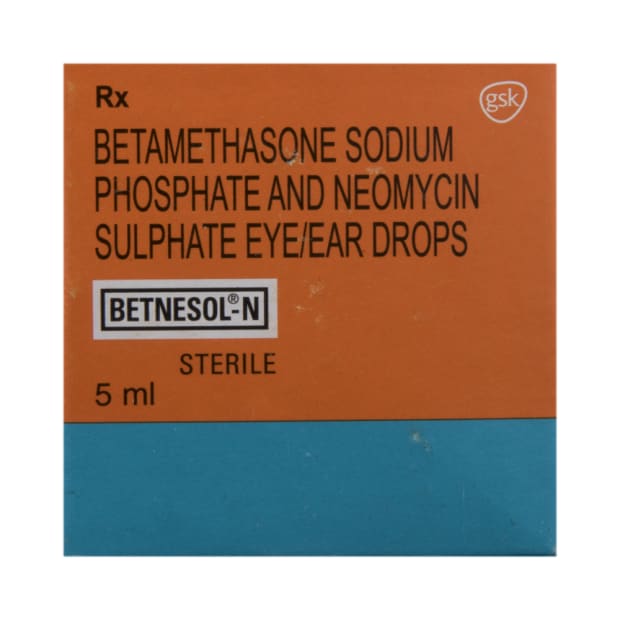 Rx
gsk
BETAMETHASONE SODIUM
PHOSPHATE AND NEOMYCIN
SULPHATE EYE/EAR DROPS
BETNESOL®-N
STERILE
5 ml